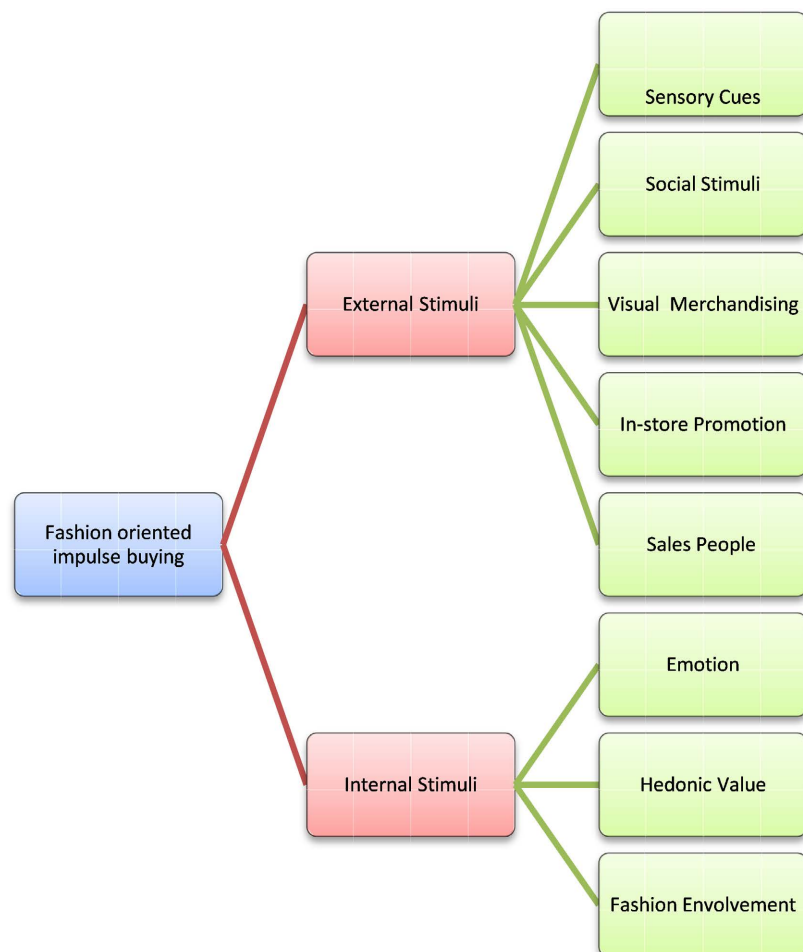 Sensory Cues
Social Stimuli
External Stimuli
Visual  Merchandising
In-store Promotion
Fashion oriented
impulse buying
Sales People
Emotion
Internal Stimuli
Hedonic Value
Fashion Envolvement